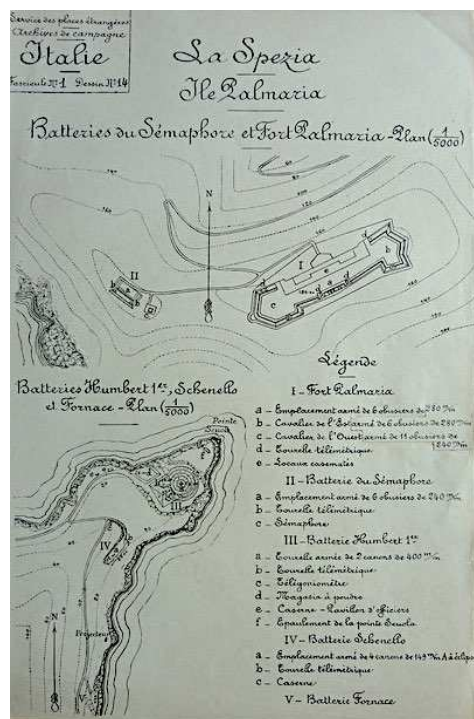 Service des places étrangères
Archives de campagne
Italie
Fascicule N° 1 Dessin N° 14
La Spezia
Ile Palmaria
Batteries du Sémaphore et Fort Palmaria - Plan (1/5000)
N
II
I
a
b
c
d
e
Batteries Humbert 1er, Schenello
et Fornace - Plan (1/5000)
Pointe
Scuola
III
IV
N
Projecteur
V
Légende
I - Fort Palmaria
a - Emplacement armé de 6 obusiers de 280 m/m
b - Cavalier de l'Est armé de 6 obusiers de 280 m/m
c - Cavalier de l'Ouest armé de 11 obusiers de 240 m/m
d - Tourelle télémétrique
e - Locaux casematés
II - Batterie du Sémaphore
a - Emplacement armé de 6 obusiers de 240 m/m
b - Tourelle télémétrique
c - Sémaphore
III - Batterie Humbert 1er
a - Tourelle armée de 2 canons de 400 m/m
b - Tourelle télémétrique
c - Télégoniomètre
d - Magasin à poudre
e - Caserne - Pavillon d'officiers
f - Epaulement de la pointe Scuola
IV - Batterie Schenello
a - Emplacement armé de 4 canons de 149 m/m A à éclipse
b - Tourelle télémétrique
c - Caserne
V - Batterie Fornace